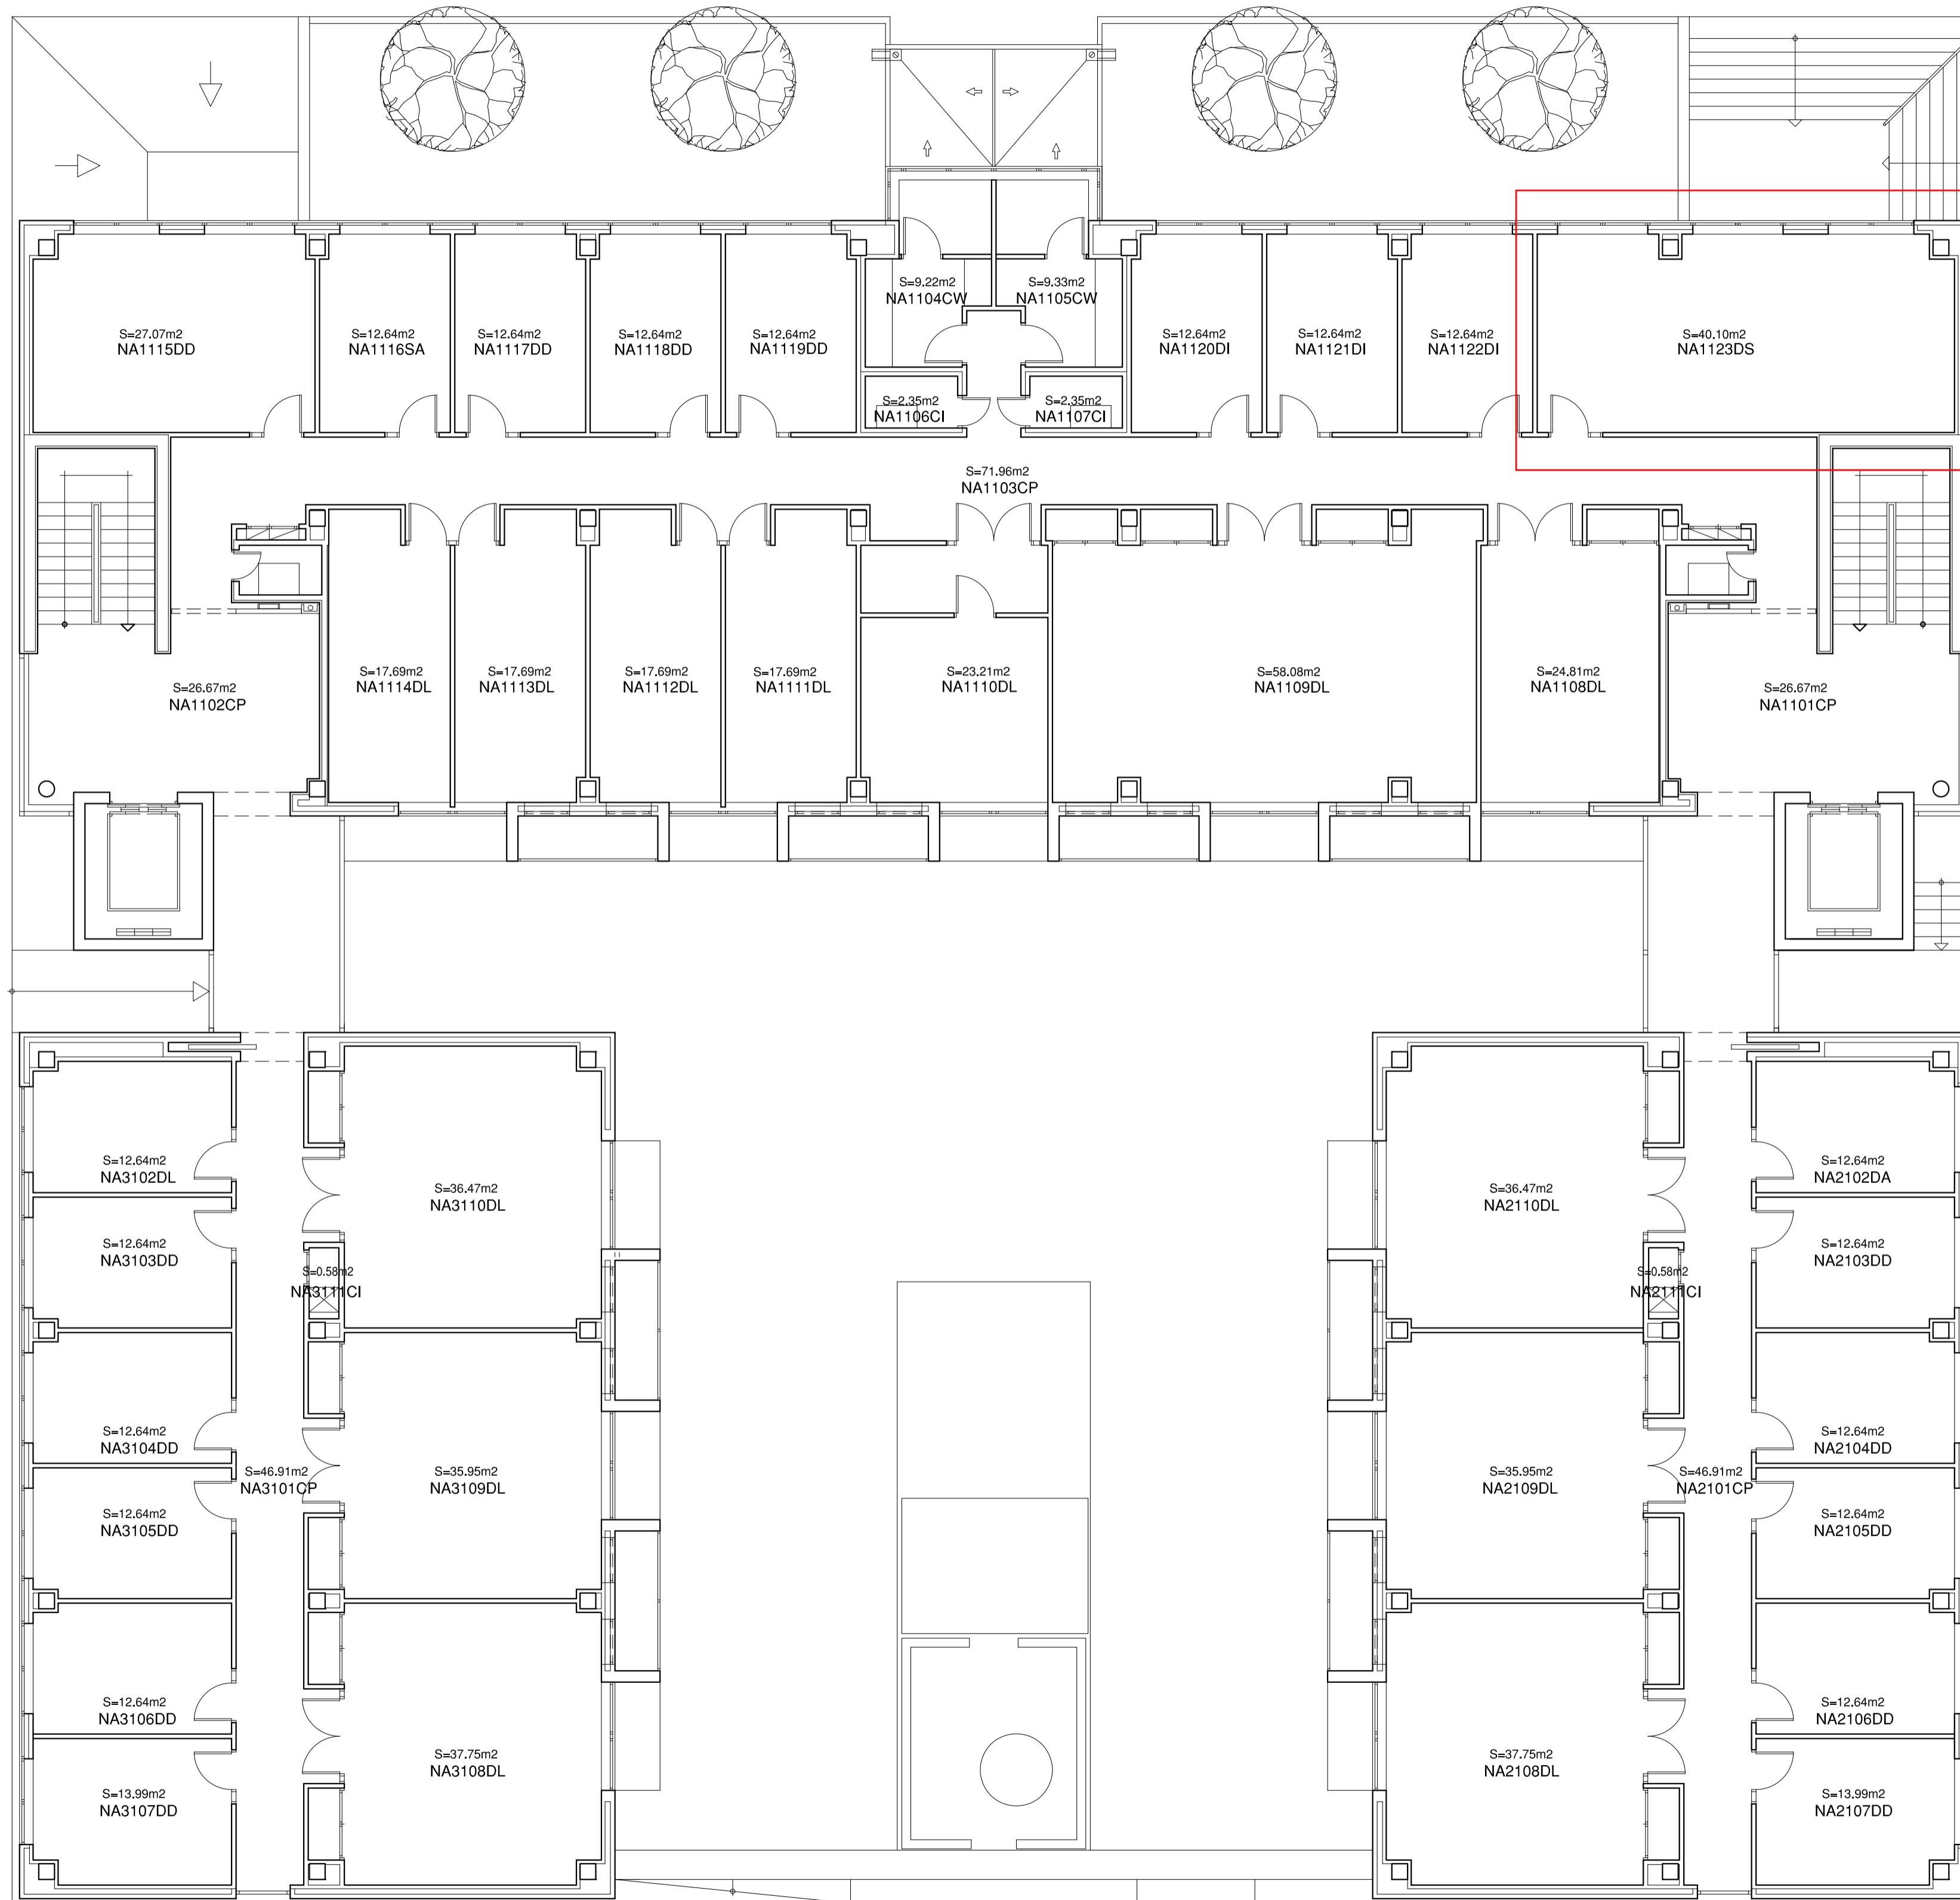 S=9.22m2
NA1104CW
S=9.33m2
NA1105CW
S=27.07m2
NA1115DD
S=12.64m2
NA1116SA
S=12.64m2
NA1117DD
S=12.64m2
NA1118DD
S=12.64m2
NA1119DD
S=12.64m2
NA1120DI
S=12.64m2
NA1121DI
S=12.64m2
NA1122DI
S=40.10m2
NA1123DS
S=2.35m2
NA1106CI
S=2.35m2
NA1107CI
S=71.96m2
NA1103CP
S=26.67m2
NA1102CP
S=17.69m2
NA1114DL
S=17.69m2
NA1113DL
S=17.69m2
NA1112DL
S=17.69m2
NA1111DL
S=23.21m2
NA1110DL
S=58.08m2
NA1109DL
S=24.81m2
NA1108DL
S=26.67m2
NA1101CP
S=12.64m2
NA3102DL
S=36.47m2
NA3110DL
S=36.47m2
NA2110DL
S=12.64m2
NA2102DA
S=12.64m2
NA3103DD
S=0.58m2
NA3111CI
S=0.58m2
NA2111CI
S=12.64m2
NA2103DD
S=12.64m2
NA3104DD
S=46.91m2
NA3101CP
S=35.95m2
NA3109DL
S=35.95m2
NA2109DL
S=46.91m2
NA2101CP
S=12.64m2
NA2104DD
S=12.64m2
NA3105DD
S=12.64m2
NA2105DD
S=12.64m2
NA3106DD
S=37.75m2
NA3108DL
S=37.75m2
NA2108DL
S=12.64m2
NA2106DD
S=13.99m2
NA3107DD
S=13.99m2
NA2107DD